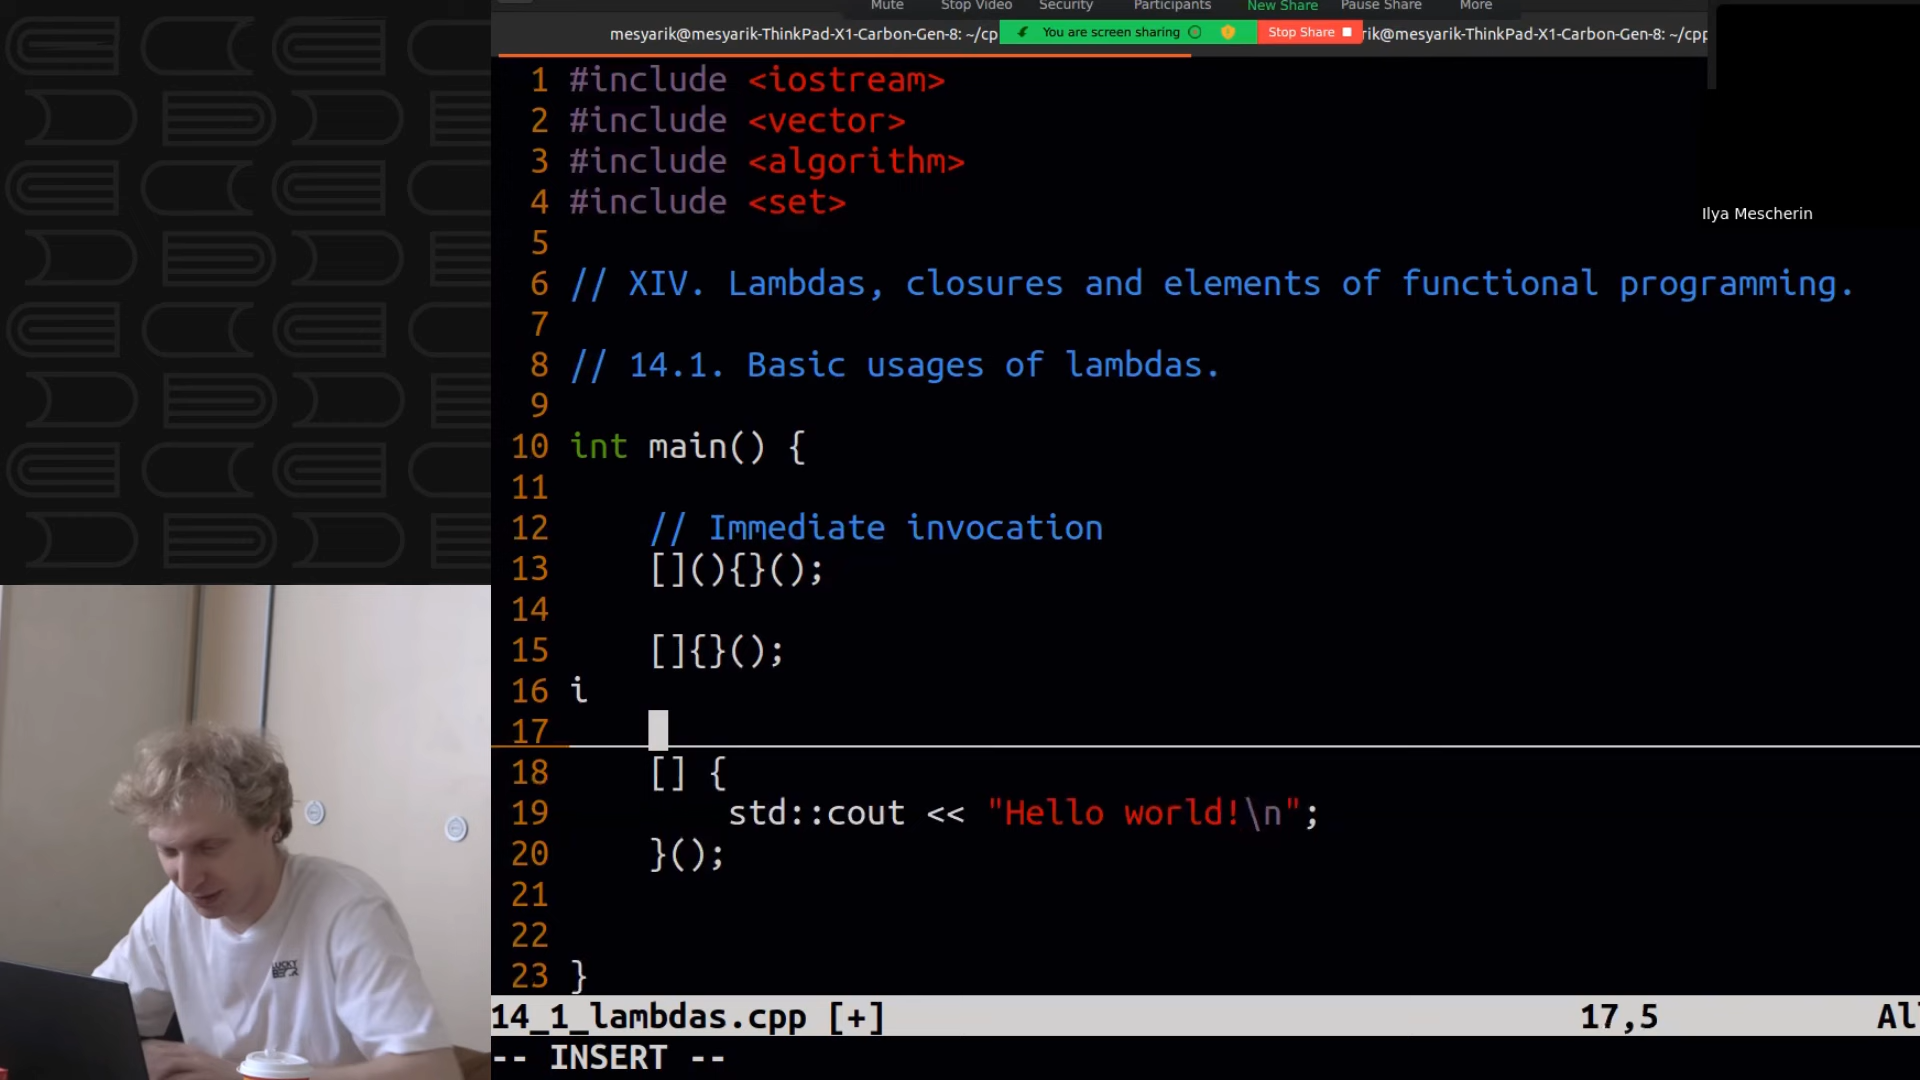 Mute Stop Video Security Participants New Share Pause Share More
mesyarik@mesyarik-ThinkPad-X1-Carbon-Gen-8: ~/cp You are screen sharing Stop Share rik@mesyarik-ThinkPad-X1-Carbon-Gen-8: ~/cpp
1 #include <iostream>
2 #include <vector>
3 #include <algorithm>
4 #include <set>
Ilya Mescherin
5
6 // XIV. Lambdas, closures and elements of functional programming.
7
8 // 14.1. Basic usages of lambdas.
9
10 int main() {
11
12 // Immediate invocation
13 [](){}();
14
15 []{}();
16 i
17
18 [] {
19 std::cout << "Hello world!\n";
20 }();
21
22
23 }
14_1_lambdas.cpp [+] 17,5 Al
-- INSERT --
LUCKY